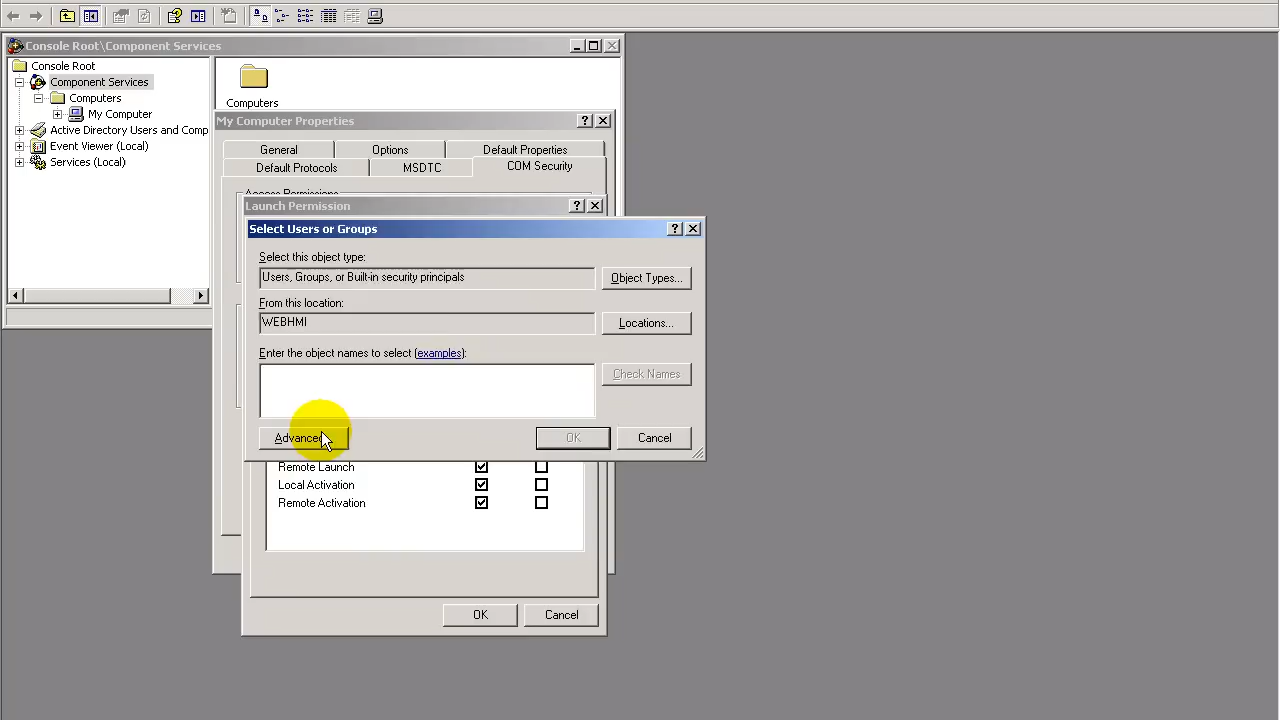 Console Root\Component Services
Console Root
Component Services
Computers
My Computer
Active Directory Users and Comp
Event Viewer (Local)
Services (Local)
Computers
My Computer Properties
General
Options
Default Properties
Default Protocols
MSDTC
COM Security
Access Permissions
Launch Permission
Select Users or Groups
Select this object type:
Users, Groups, or Built-in security principals
Object Types...
From this location:
WEBHMI
Locations...
Enter the object names to select (examples):
Check Names
Advanced...
OK
Cancel
Remote Launch
Local Activation
Remote Activation
OK
Cancel